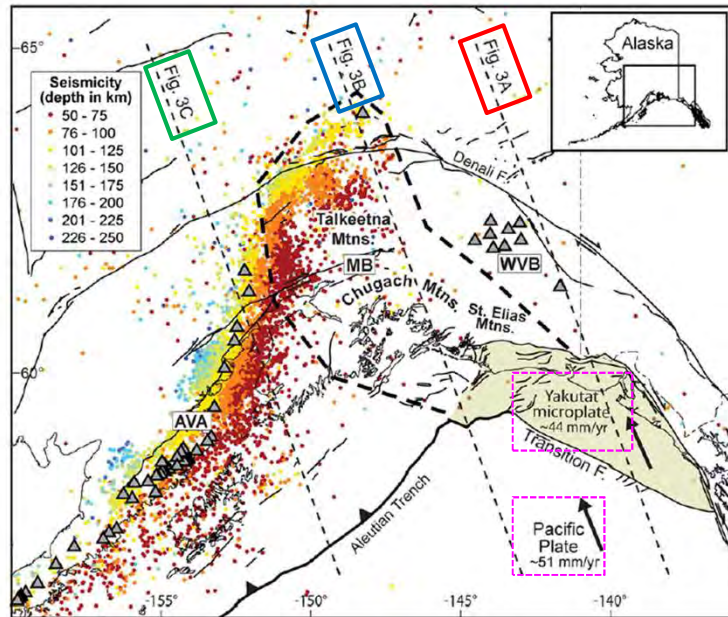 65°
Fig. 3C
Fig. 3B
Fig. 3A
Alaska
Seismicity
(depth in km)
50 - 75
76 - 100
101 - 125
126 - 150
151 - 175
176 - 200
201 - 225
226 - 250
Denali F.
Talkeetna
Mtns.
MB
WVB
Chugach Mtns.
St. Elias
Mtns.
60°
Yakutat
microplate
~44 mm/yr
AVA
Transition F.
Aleutian Trench
Pacific
Plate
~51 mm/yr
-155°
-150°
-145°
-140°